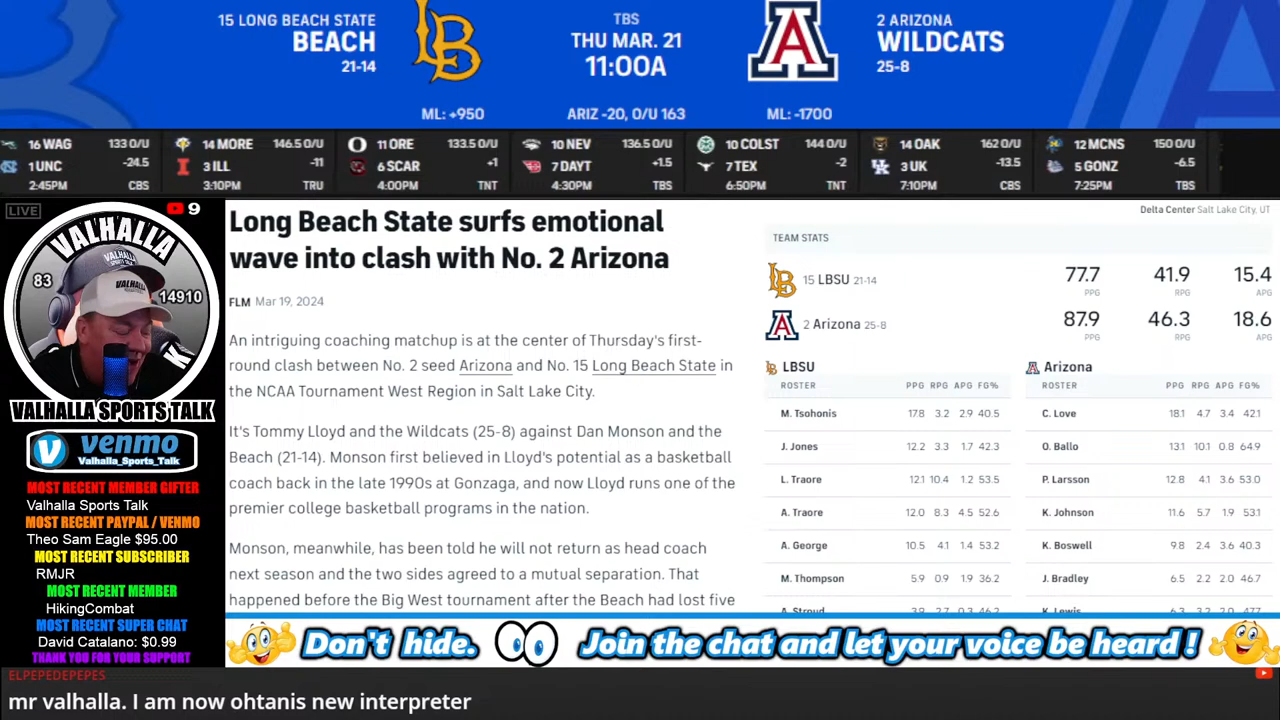 15 LONG BEACH STATE
BEACH
21-14
ML: +950
TBS
THU MAR. 21
11:00A
ARIZ -20, O/U 163
2 ARIZONA
WILDCATS
25-8
ML: -1700
16 WAG 133 O/U
1 UNC -24.5
2:45PM CBS
14 MORE 146.5 O/U
3 ILL -11
3:10PM TRU
11 ORE 133.5 O/U
6 SCAR +1
4:00PM TNT
10 NEV 136.5 O/U
7 DAYT +1.5
4:30PM TBS
10 COLST 144 O/U
7 TEX -2
6:50PM TNT
14 OAK 162 O/U
3 UK -13.5
7:10PM CBS
12 MCNS 150 O/U
5 GONZ -6.5
7:25PM TBS
LIVE
9
VALHALLA
83
14910
VALHALLA SPORTS TALK
venmo
Valhalla_Sports_Talk
MOST RECENT MEMBER GIFTER
Valhalla Sports Talk
MOST RECENT PAYPAL / VENMO
Theo Sam Eagle $95.00
MOST RECENT SUBSCRIBER
RMJR
MOST RECENT MEMBER
HikingCombat
MOST RECENT SUPER CHAT
David Catalano: $0.99
THANK YOU FOR YOUR SUPPORT
Long Beach State surfs emotional
wave into clash with No. 2 Arizona
FLM Mar 19, 2024
An intriguing coaching matchup is at the center of Thursday's first-
round clash between No. 2 seed Arizona and No. 15 Long Beach State in
the NCAA Tournament West Region in Salt Lake City.
It's Tommy Lloyd and the Wildcats (25-8) against Dan Monson and the
Beach (21-14). Monson first believed in Lloyd's potential as a basketball
coach back in the late 1990s at Gonzaga, and now Lloyd runs one of the
premier college basketball programs in the nation.
Monson, meanwhile, has been told he will not return as head coach
next season and the two sides agreed to a mutual separation. That
happened before the Big West tournament after the Beach had lost five
Delta Center Salt Lake City, UT
TEAM STATS
15 LBSU 21-14 77.7 41.9 15.4
PPG RPG APG
2 Arizona 25-8 87.9 46.3 18.6
PPG RPG APG
LBSU
ROSTER PPG RPG APG FG%
M. Tsohonis 17.8 3.2 2.9 40.5
J. Jones 12.2 3.3 1.7 42.3
L. Traore 12.1 10.4 1.2 53.5
A. Traore 12.0 8.3 4.5 52.6
A. George 10.5 4.1 1.4 53.2
M. Thompson 5.9 0.9 1.9 36.2
A. Stroud 3.9 2.7 0.3 46.2
Arizona
ROSTER PPG RPG APG FG%
C. Love 18.1 4.7 3.4 42.1
O. Ballo 13.1 10.1 0.8 64.9
P. Larsson 12.8 4.1 3.6 53.0
K. Johnson 11.6 5.7 1.9 53.1
K. Boswell 9.8 2.4 3.6 40.3
J. Bradley 6.5 2.2 2.0 46.7
K. Lewis 6.3 3.2 2.0 47.7
Don't hide. Join the chat and let your voice be heard !
ELPEPEDEPEPES
mr valhalla. I am now ohtanis new interpreter